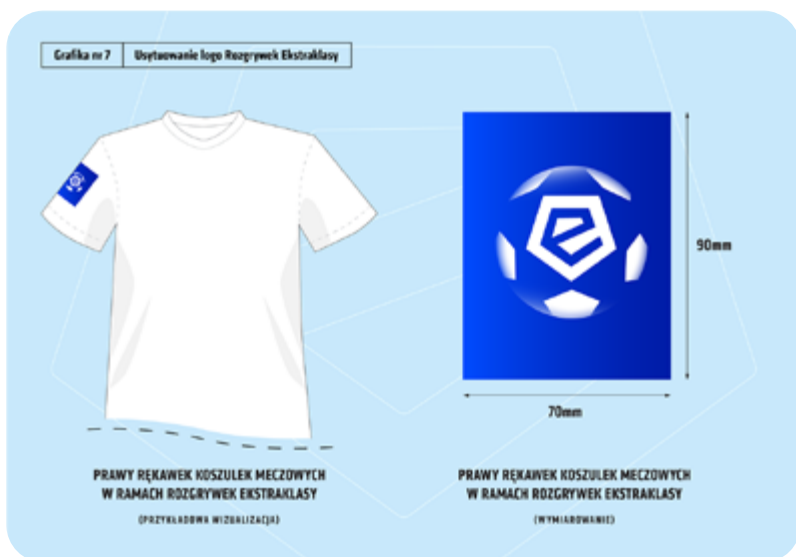 Grafika nr 7 Usytuowanie logo Rozgrywek Ekstraklasy
90mm
70mm
PRAWY RĘKAWEK KOSZULEK MECZOWYCH
W RAMACH ROZGRYWEK EKSTRAKLASY
(PRZYKŁADOWA WIZUALIZACJA)
PRAWY RĘKAWEK KOSZULEK MECZOWYCH
W RAMACH ROZGRYWEK EKSTRAKLASY
(WYMIAROWANIE)